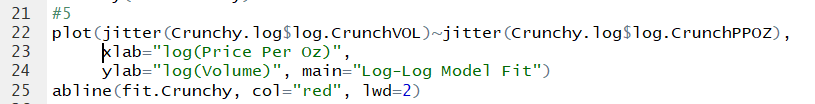 21 #5
22 plot(jitter(Crunchy.log$log.CrunchVOL)~jitter(Crunchy.log$log.CrunchPPOZ),
23 xlab="log(Price Per Oz)",
24 ylab="log(Volume)", main="Log-Log Model Fit")
25 abline(fit.Crunchy, col="red", lwd=2)